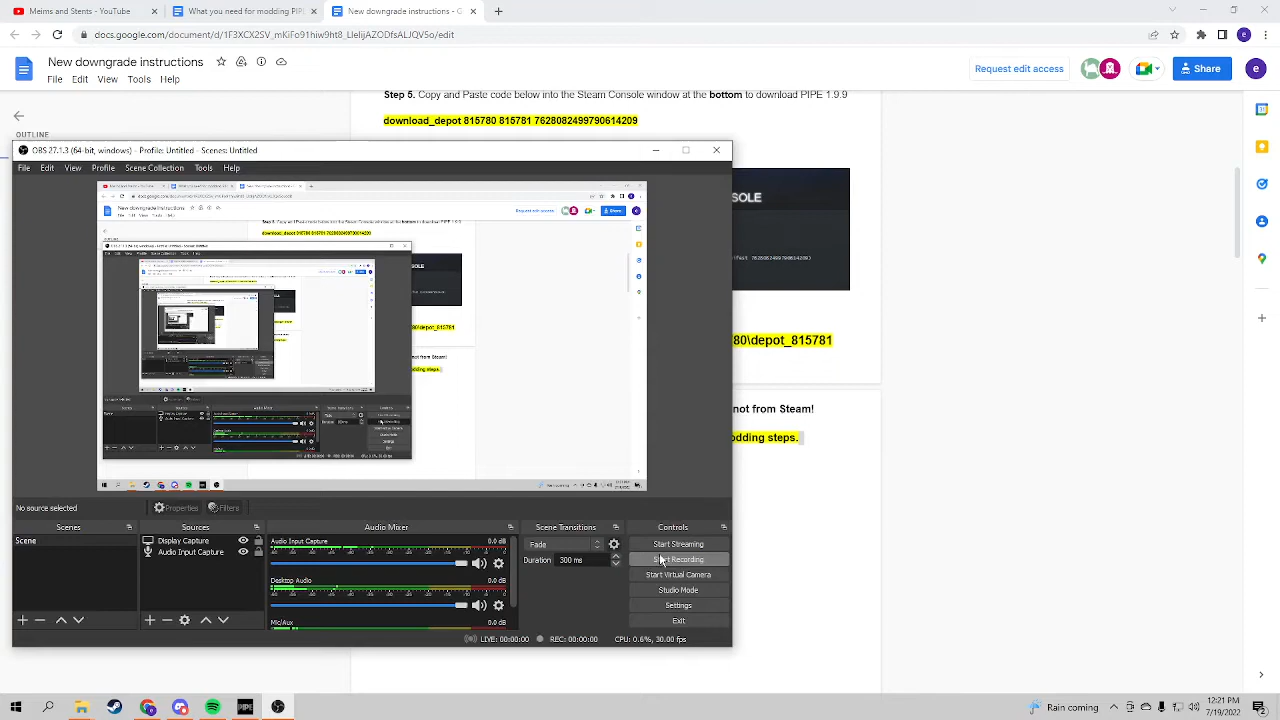 Meims and Stents - YouTube
What you need for modding PIPE
New downgrade instructions - G
docs.google.com/document/d/1F3XCX2SV_mKiFo91hiw9ht8_LIelijAZODfsALJQV5o/edit
New downgrade instructions
File Edit View Tools Help
Request edit access
Share
e
Step 5. Copy and Paste code below into the Steam Console window at the bottom to download PIPE 1.9.9
download_depot 815780 815781 7628082499790614209
OUTLINE
OBS 27.1.3 (64-bit, windows) - Profile: Untitled - Scenes: Untitled
File Edit View Profile Scene Collection Tools Help
SOLE
ifest 7628082499790614209)
80\depot_815781
not from Steam!
odding steps.
No source selected
Properties
Filters
Scenes
Sources
Audio Mixer
Scene Transitions
Controls
Scene
Display Capture
Audio Input Capture
Audio Input Capture
0.0 dB
Desktop Audio
0.0 dB
Mic/Aux
0.0 dB
Fade
Duration
300 ms
Start Streaming
Start Recording
Start Virtual Camera
Studio Mode
Settings
Exit
LIVE: 00:00:00
REC: 00:00:00
CPU: 0.6%, 30.00 fps
PIPE
Rain coming
12:21 PM
7/19/2022